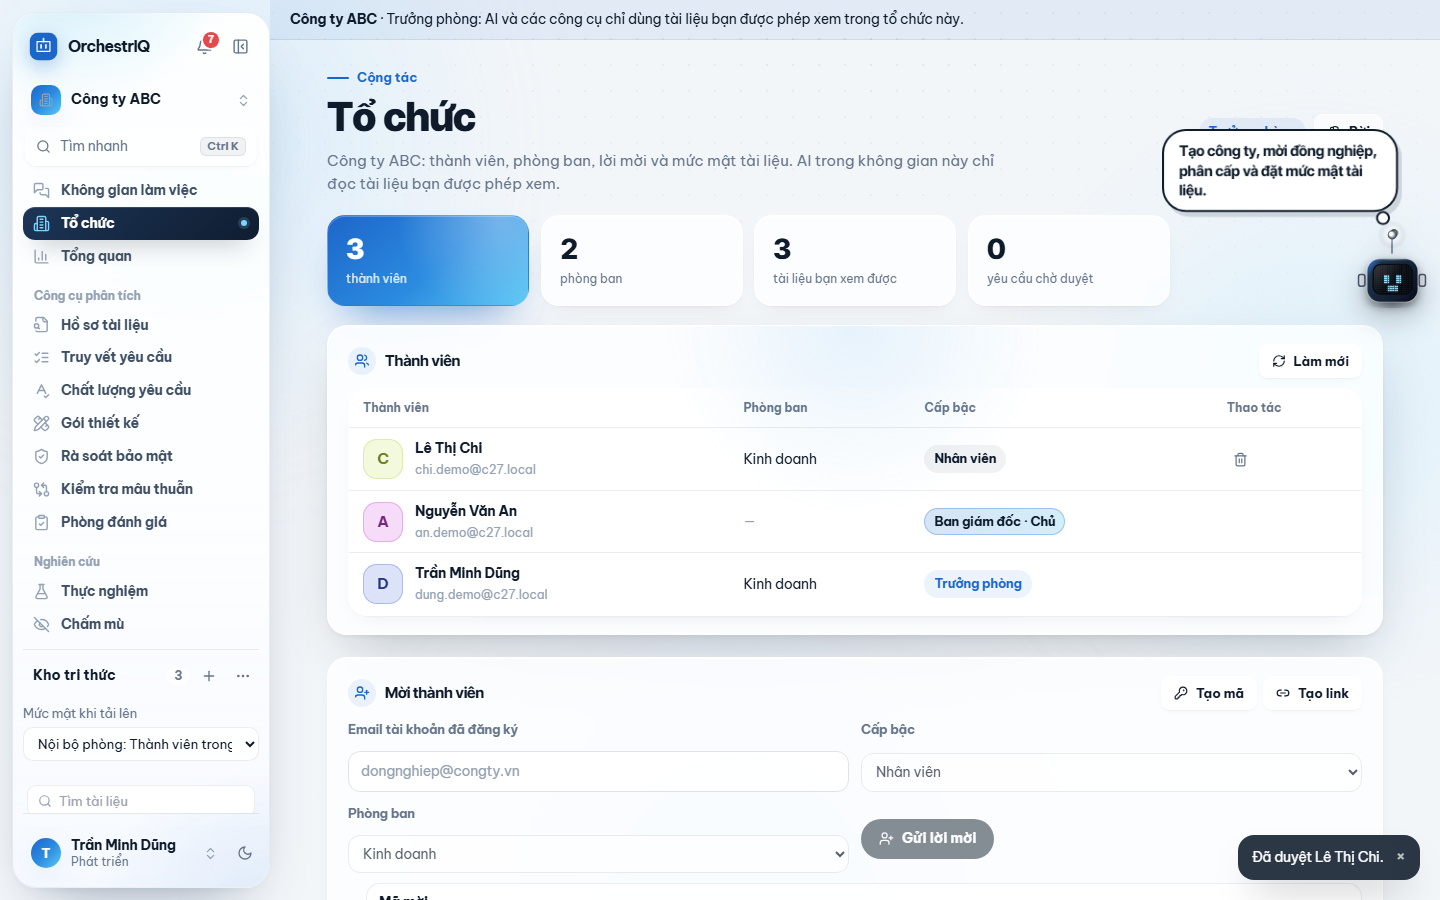 OrchestrIQ
7
Công ty ABC
Tìm nhanh
Ctrl K
Không gian làm việc
Tổ chức
Tổng quan
Công cụ phân tích
Hồ sơ tài liệu
Truy vết yêu cầu
Chất lượng yêu cầu
Gói thiết kế
Rà soát bảo mật
Kiểm tra mâu thuẫn
Phòng đánh giá
Nghiên cứu
Thực nghiệm
Chấm mù
Kho tri thức
3
Mức mật khi tải lên
Nội bộ phòng: Thành viên trong
Tìm tài liệu
T
Trần Minh Dũng
Phát triển
Công ty ABC · Trưởng phòng: AI và các công cụ chỉ dùng tài liệu bạn được phép xem trong tổ chức này.
Cộng tác
Tổ chức
Công ty ABC: thành viên, phòng ban, lời mời và mức mật tài liệu. AI trong không gian này chỉ
đọc tài liệu bạn được phép xem.
Tạo công ty, mời đồng nghiệp,
phân cấp và đặt mức mật tài
liệu.
3
thành viên
2
phòng ban
3
tài liệu bạn xem được
0
yêu cầu chờ duyệt
Thành viên
Làm mới
Thành viên Phòng ban Cấp bậc Thao tác
C
Lê Thị Chi
chi.demo@c27.local
Kinh doanh
Nhân viên
A
Nguyễn Văn An
an.demo@c27.local
—
Ban giám đốc · Chủ
D
Trần Minh Dũng
dung.demo@c27.local
Kinh doanh
Trưởng phòng
Mời thành viên
Tạo mã
Tạo link
Email tài khoản đã đăng ký
dongnghiep@congty.vn
Cấp bậc
Nhân viên
Phòng ban
Kinh doanh
Gửi lời mời
Đã duyệt Lê Thị Chi.
×